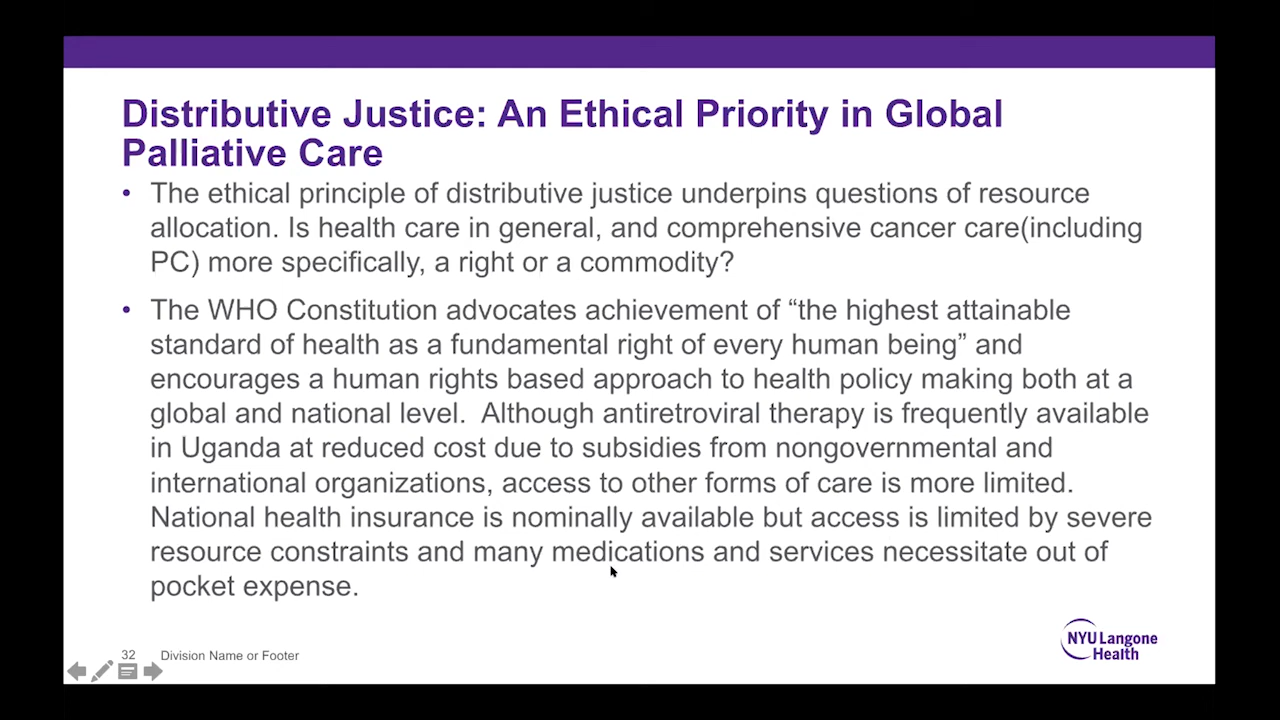 Distributive Justice: An Ethical Priority in Global
Palliative Care
• The ethical principle of distributive justice underpins questions of resource
allocation. Is health care in general, and comprehensive cancer care(including
PC) more specifically, a right or a commodity?
• The WHO Constitution advocates achievement of “the highest attainable
standard of health as a fundamental right of every human being” and
encourages a human rights based approach to health policy making both at a
global and national level.  Although antiretroviral therapy is frequently available
in Uganda at reduced cost due to subsidies from nongovernmental and
international organizations, access to other forms of care is more limited.
National health insurance is nominally available but access is limited by severe
resource constraints and many medications and services necessitate out of
pocket expense.
32 Division Name or Footer
NYU Langone
Health